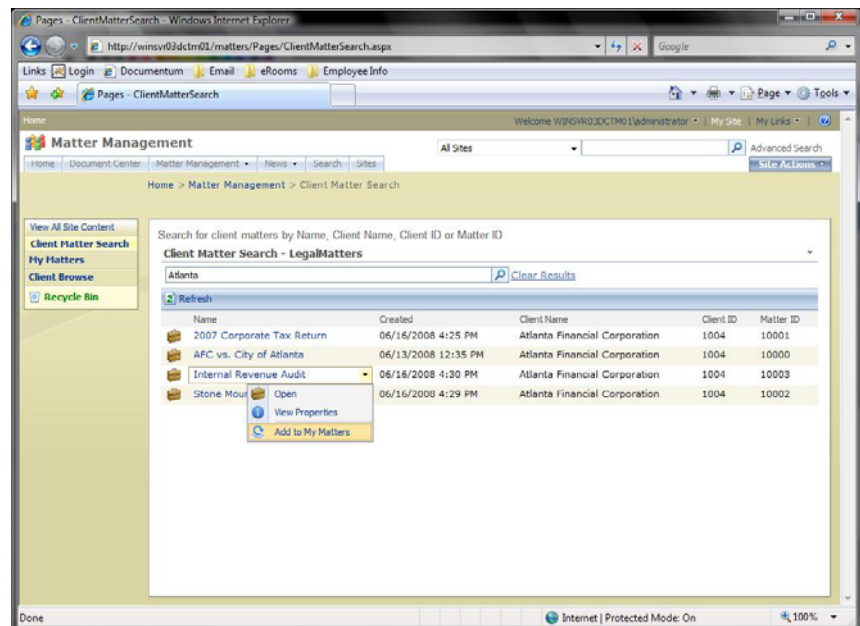 Pages - ClientMatterSearch - Windows Internet Explorer
http://winsvr03dctm01/matters/Pages/ClientMatterSearch.aspx
Google
Links Login Documentum Email eRooms Employee Info
Pages - ClientMatterSearch
Page Tools
Home Welcome WINSVR03DCTM01\administrator | My Site | My Links |
Matter Management
All Sites
Advanced Search
Home Document Center Matter Management News Search Sites
Site Actions
Home > Matter Management > Client Matter Search
View All Site Content
Client Matter Search
My Matters
Client Browse
Recycle Bin
Search for client matters by Name, Client Name, Client ID or Matter ID
Client Matter Search - LegalMatters
Atlanta Clear Results
Refresh
Name Created Client Name Client ID Matter ID
2007 Corporate Tax Return 06/16/2008 4:25 PM Atlanta Financial Corporation 1004 10001
AFC vs. City of Atlanta 06/13/2008 12:35 PM Atlanta Financial Corporation 1004 10000
Internal Revenue Audit 06/16/2008 4:30 PM Atlanta Financial Corporation 1004 10003
Stone Mour 06/16/2008 4:29 PM Atlanta Financial Corporation 1004 10002
Open
View Properties
Add to My Matters
Done Internet | Protected Mode: On 100%